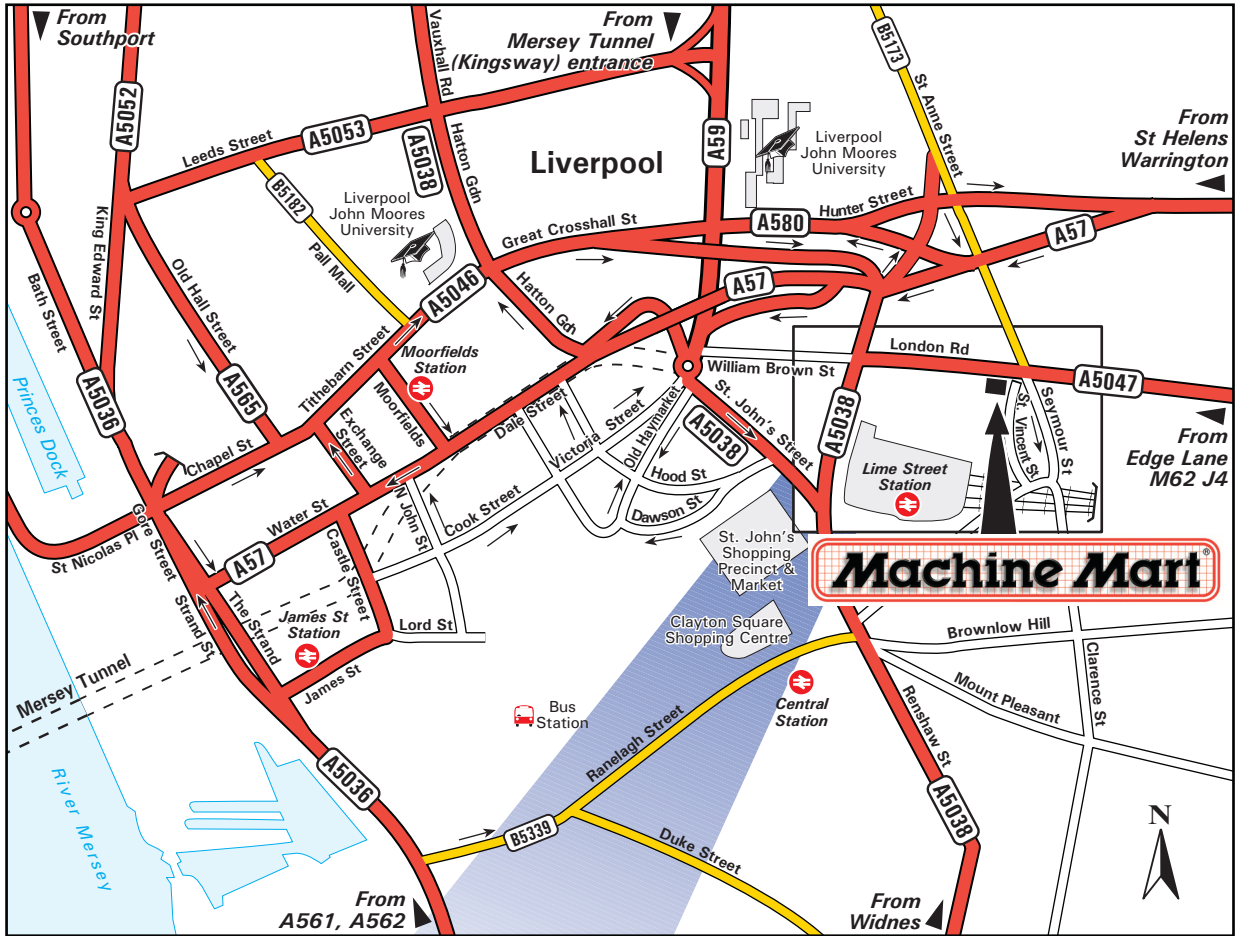 From
Southport
A5052
Vauxhall Rd
From
Mersey Tunnel
(Kingsway) entrance
B5173
St Anne Street
From
St Helens
Warrington
Leeds Street
A5053
A5038
Hatton Gdn
Liverpool
A59
Liverpool
John Moores
University
B5182
Pall Mall
Liverpool
John Moores
University
Great Crosshall St
A580
Hunter Street
A57
King Edward St
Bath Street
Old Hall Street
A5046
Hatton Gdn
A57
A5036
A565
Tithebarn Street
Moorfields
Station
Moorfields
Exchange
Street
Dale Street
William Brown St
London Rd
A5047
Princes Dock
Chapel St
Victoria Street
Old Haymarket
St. John's Street
A5038
A5038
St. Vincent St
Seymour St
From
Edge Lane
M62 J4
Lime Street
Station
Hood St
Dawson St
N John St
Cook Street
Water St
A57
Castle Street
St Nicolas Pl
Gore Street
Strand St
The Strand
St. John's
Shopping
Precinct &
Market
Machine Mart®
James St
Station
Lord St
James St
Mersey Tunnel
Clayton Square
Shopping Centre
Brownlow Hill
Clarence St
Mount Pleasant
Bus
Station
Ranelagh Street
Central
Station
Renshaw St
A5036
River Mersey
B5339
Duke Street
A5038
N
From
A561, A562
From
Widnes